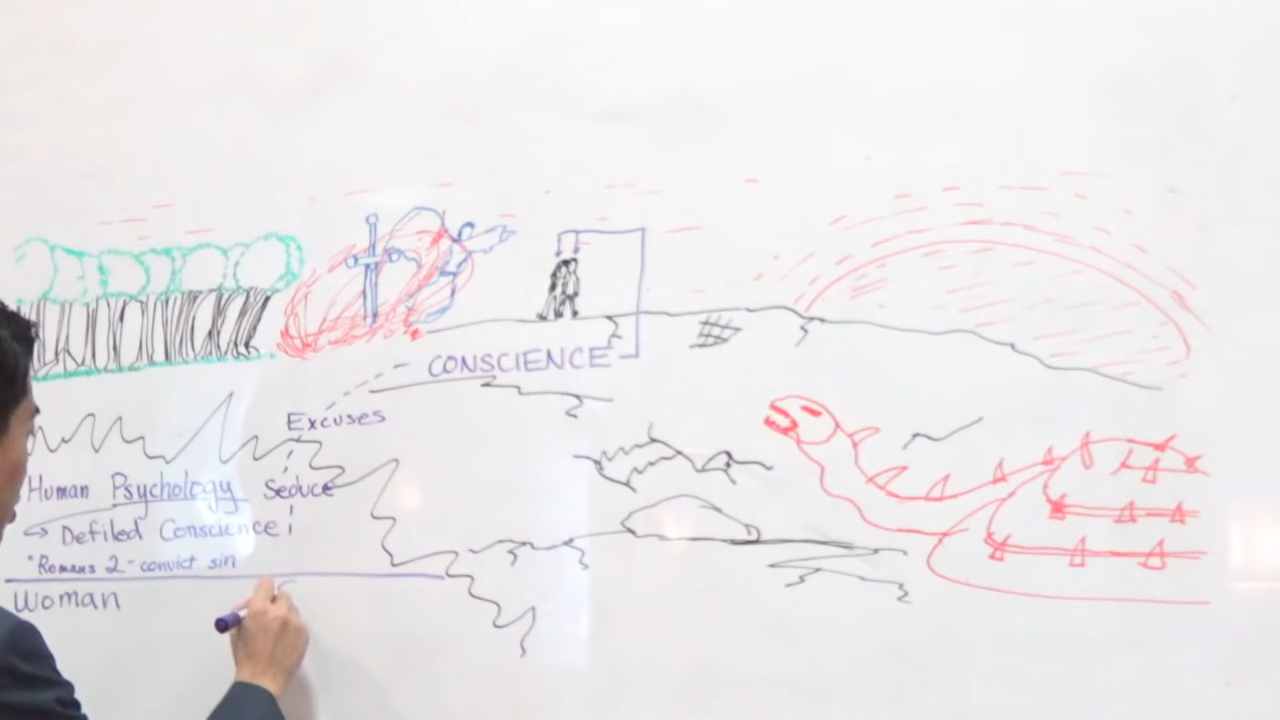 CONSCIENCE
Excuses
Human Psychology Seduce
Defiled Conscience
*Romans 2 - convict sin
Woman